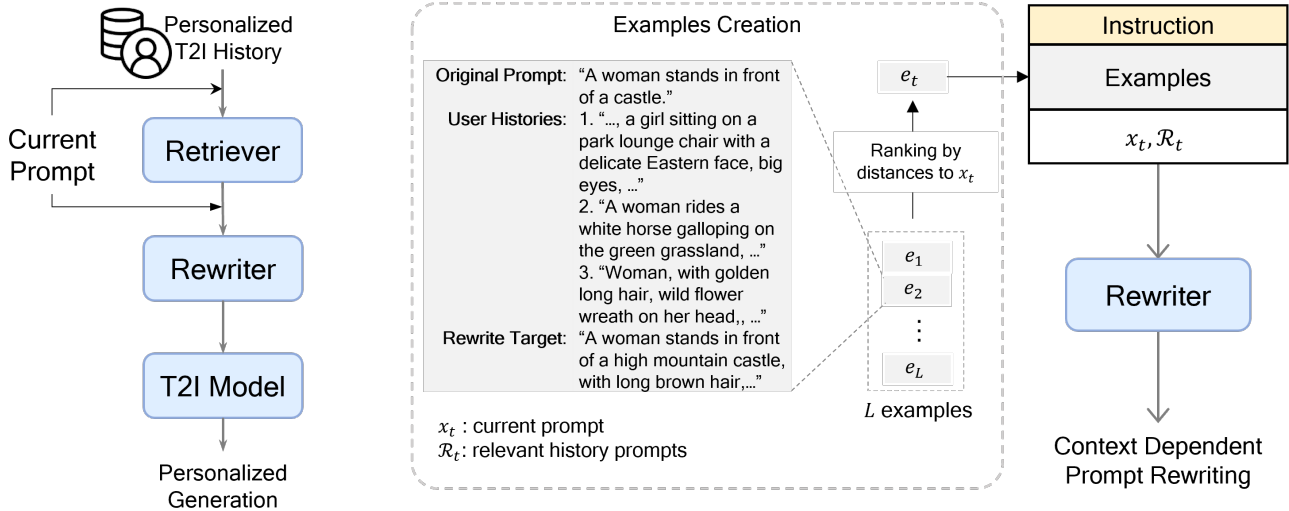 Personalized
T2I History
Current
Prompt
Retriever
Rewriter
T2I Model
Personalized
Generation
Examples Creation
Original Prompt: “A woman stands in front
of a castle.”
User Histories: 1. “..., a girl sitting on a
park lounge chair with a
delicate Eastern face, big
eyes, ...”
2. “A woman rides a
white horse galloping on
the green grassland, ...”
3. “Woman, with golden
long hair, wild flower
wreath on her head,, ...”
Rewrite Target: “A woman stands in front
of a high mountain castle,
with long brown hair,...”
x_t : current prompt
ℛ_t: relevant history prompts
e_t
Ranking by
distances to x_t
e_1
e_2
⋮
e_L
L examples
Instruction
Examples
x_t, ℛ_t
Rewriter
Context Dependent
Prompt Rewriting